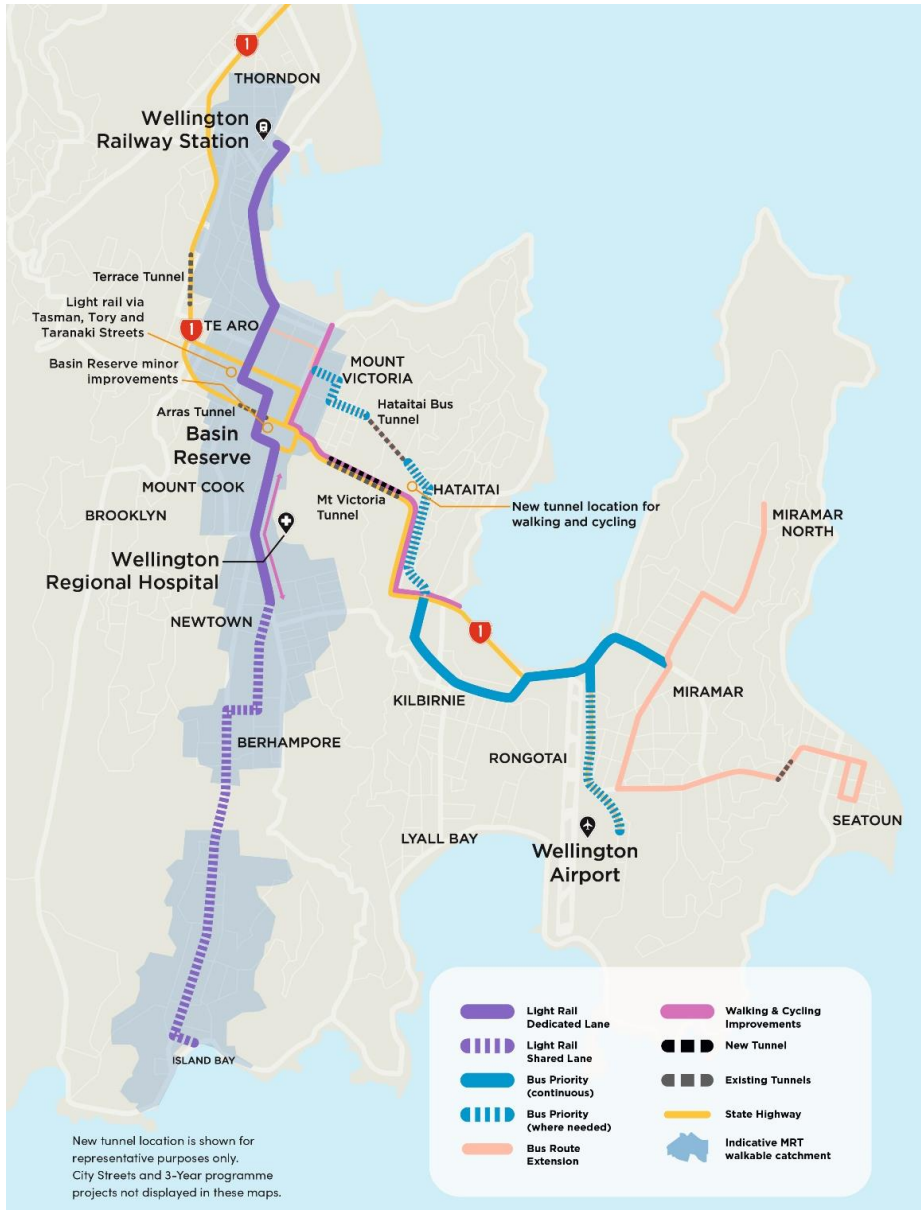 1
THORNDON
Wellington
Railway Station
Terrace Tunnel
Light rail via
Tasman, Tory and
Taranaki Streets
1
TE ARO
Basin Reserve minor
improvements
MOUNT
VICTORIA
Hataitai Bus
Tunnel
Arras Tunnel
Basin
Reserve
MOUNT COOK
Mt Victoria
Tunnel
HATAITAI
New tunnel location for
walking and cycling
BROOKLYN
MIRAMAR
NORTH
Wellington
Regional Hospital
NEWTOWN
1
KILBIRNIE
MIRAMAR
BERHAMPORE
RONGOTAI
SEATOUN
LYALL BAY
Wellington
Airport
ISLAND BAY
Light Rail
Dedicated Lane
Light Rail
Shared Lane
Bus Priority
(continuous)
Bus Priority
(where needed)
Bus Route
Extension
Walking & Cycling
Improvements
New Tunnel
Existing Tunnels
State Highway
Indicative MRT
walkable catchment
New tunnel location is shown for
representative purposes only.
City Streets and 3-Year programme
projects not displayed in these maps.